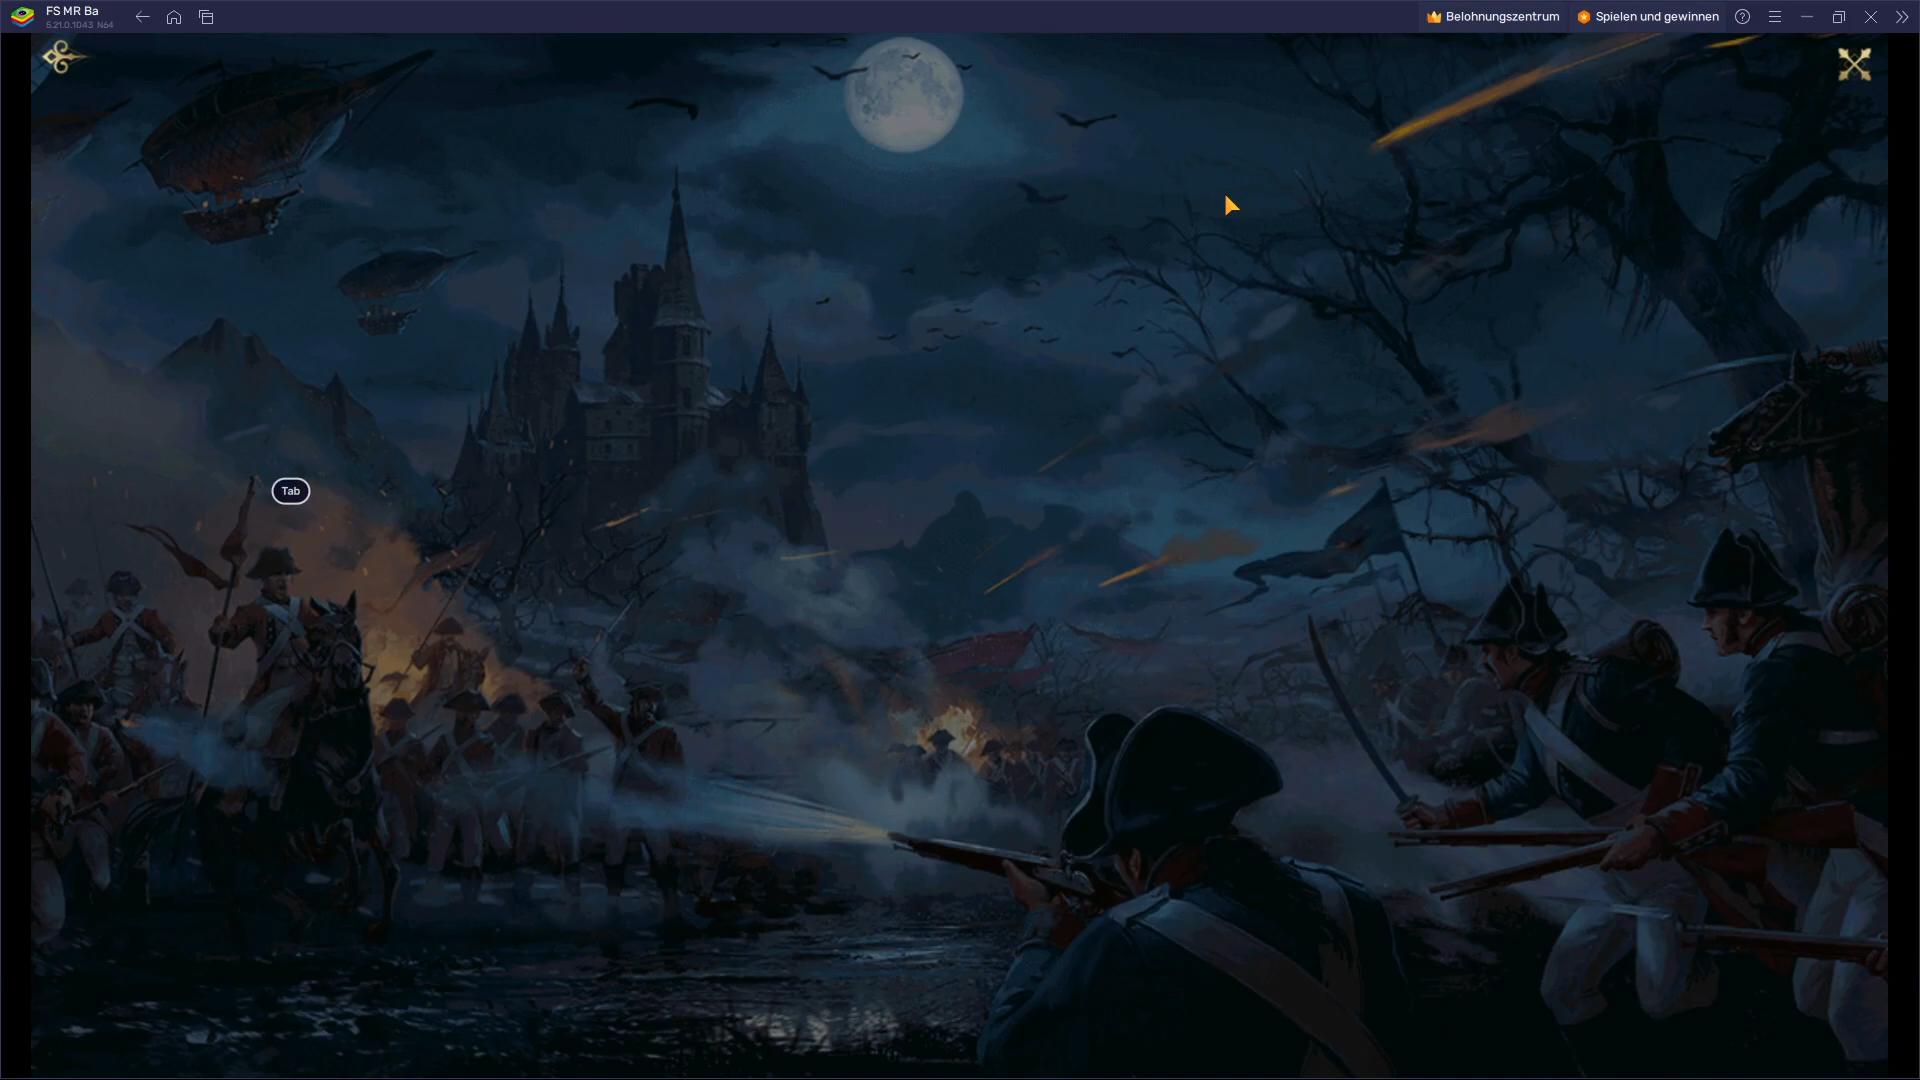 FS MR Ba
5.21.0.1043 N64
Belohnungszentrum
Spielen und gewinnen
Tab